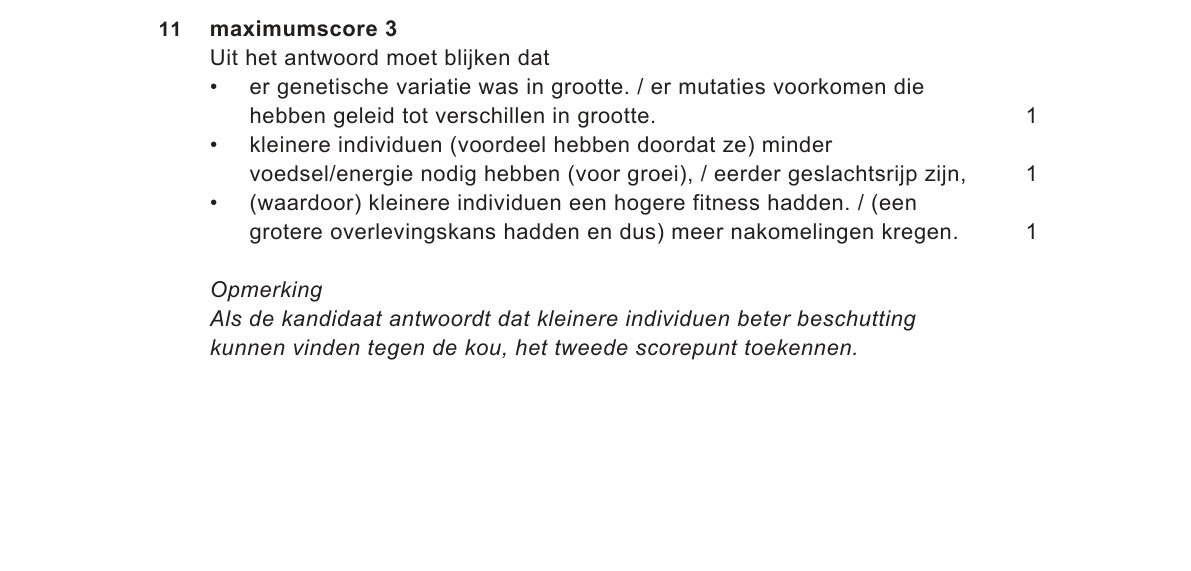 11 maximumscore 3
Uit het antwoord moet blijken dat
• er genetische variatie was in grootte. / er mutaties voorkomen die
hebben geleid tot verschillen in grootte. 1
• kleinere individuen (voordeel hebben doordat ze) minder
voedsel/energie nodig hebben (voor groei), / eerder geslachtsrijp zijn, 1
• (waardoor) kleinere individuen een hogere fitness hadden. / (een
grotere overlevingskans hadden en dus) meer nakomelingen kregen. 1
Opmerking
Als de kandidaat antwoordt dat kleinere individuen beter beschutting
kunnen vinden tegen de kou, het tweede scorepunt toekennen.